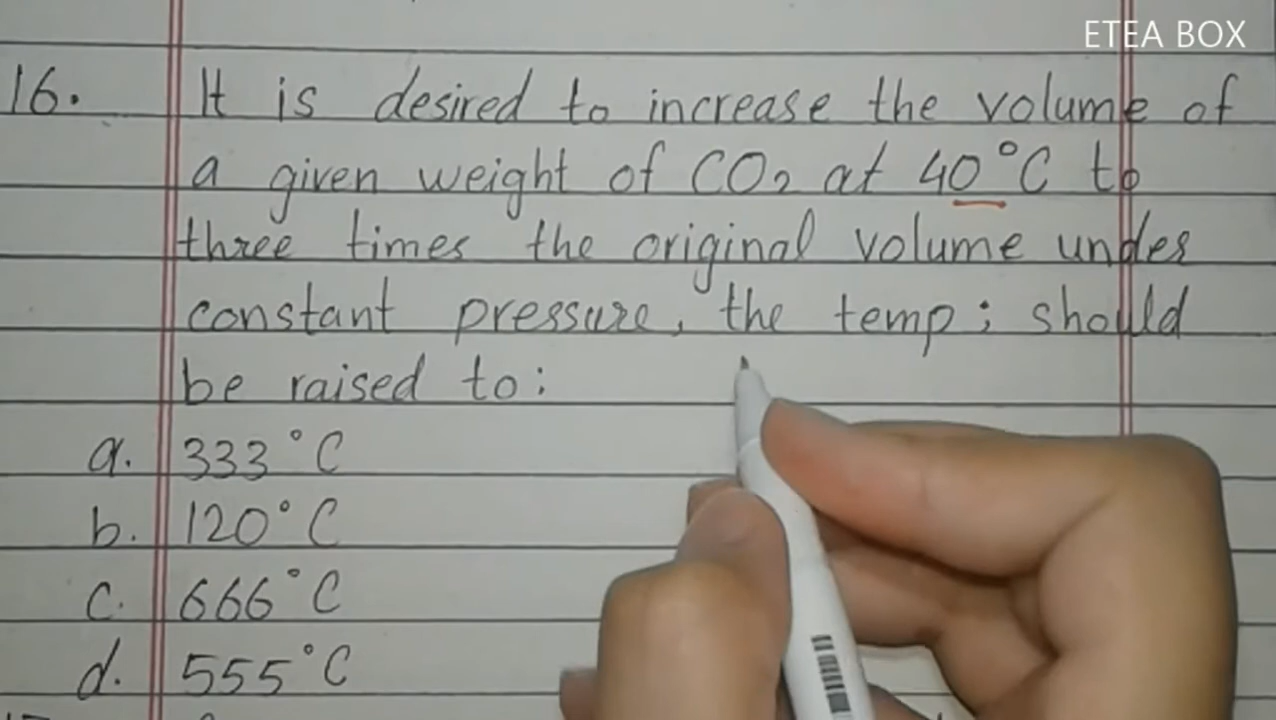 ETEA BOX
16. It is desired to increase the volume of
a given weight of CO2 at 40°C to
three times the original volume under
constant pressure, the temp; should
be raised to:
a. 333°C
b. 120°C
c. 666°C
d. 555°C